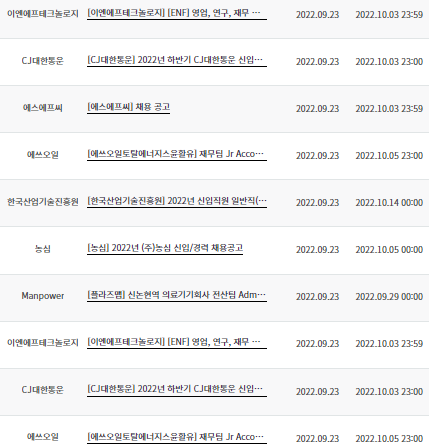 이엔에프테크놀로지 [이엔에프테크놀로지] [ENF] 영업, 연구, 재무 ··· 2022.09.23 2022.10.03 23:59
CJ대한통운 [CJ대한통운] 2022년 하반기 CJ대한통운 신입··· 2022.09.23 2022.10.03 23:00
에스에프씨 [에스에프씨] 채용 공고 2022.09.23 2022.10.03 23:59
에쓰오일 [에쓰오일토탈에너지스윤활유] 재무팀 Jr Acco··· 2022.09.23 2022.10.05 23:00
한국산업기술진흥원 [한국산업기술진흥원] 2022년 신입직원 일반직(··· 2022.09.23 2022.10.14 00:00
농심 [농심] 2022년 (주)농심 신입/경력 채용공고 2022.09.23 2022.10.05 00:00
Manpower [플라즈맵] 신논현역 의료기기회사 전산팀 Adm··· 2022.09.23 2022.09.29 00:00
이엔에프테크놀로지 [이엔에프테크놀로지] [ENF] 영업, 연구, 재무 ··· 2022.09.23 2022.10.03 23:59
CJ대한통운 [CJ대한통운] 2022년 하반기 CJ대한통운 신입··· 2022.09.23 2022.10.03 23:00
에쓰오일 [에쓰오일토탈에너지스윤활유] 재무팀 Jr Acco··· 2022.09.23 2022.10.05 23:00